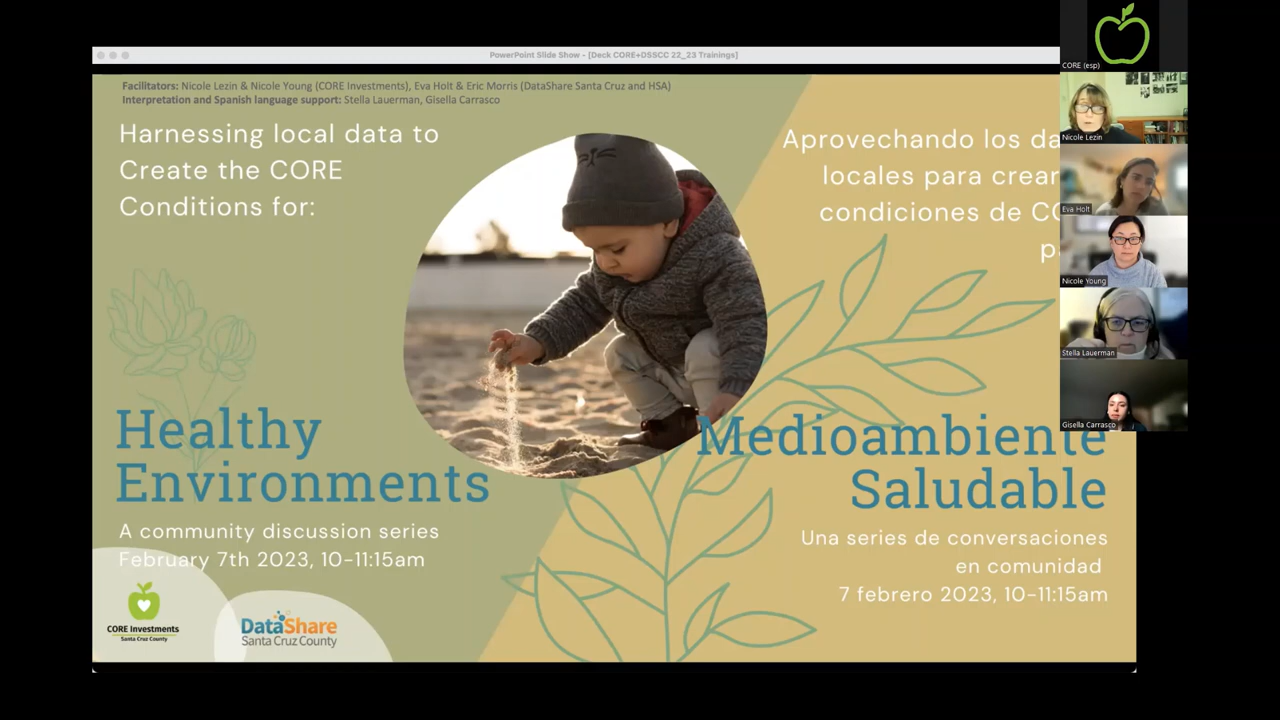 PowerPoint Slide Show - [Deck CORE+DSSCC 22_23 Trainings]
Facilitators: Nicole Lezin & Nicole Young (CORE Investments), Eva Holt & Eric Morris (DataShare Santa Cruz and HSA)
Interpretation and Spanish language support: Stella Lauerman, Gisella Carrasco
Harnessing local data to
Create the CORE
Conditions for:
Healthy
Environments
A community discussion series
February 7th 2023, 10-11:15am
CORE Investments
Santa Cruz County
DataShare
Santa Cruz County
Aprovechando los
locales para crear
condiciones de
Medioambiente
Saludable
Una series de conversaciones
en comunidad
7 febrero 2023, 10-11:15am
CORE (esp)
Nicole Lezin
Eva Holt
Nicole Young
Stella Lauerman
Gisella Carrasco